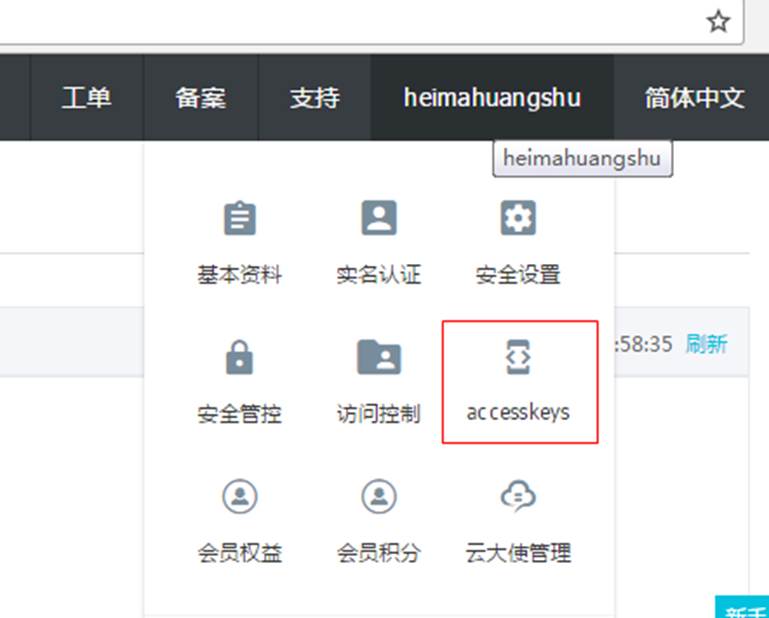 工单 备案 支持 heimahuangshu 简体中文
heimahuangshu
基本资料 实名认证 安全设置
:58:35 刷新
安全管控 访问控制 accesskeys
会员权益 会员积分 云大使管理
新手